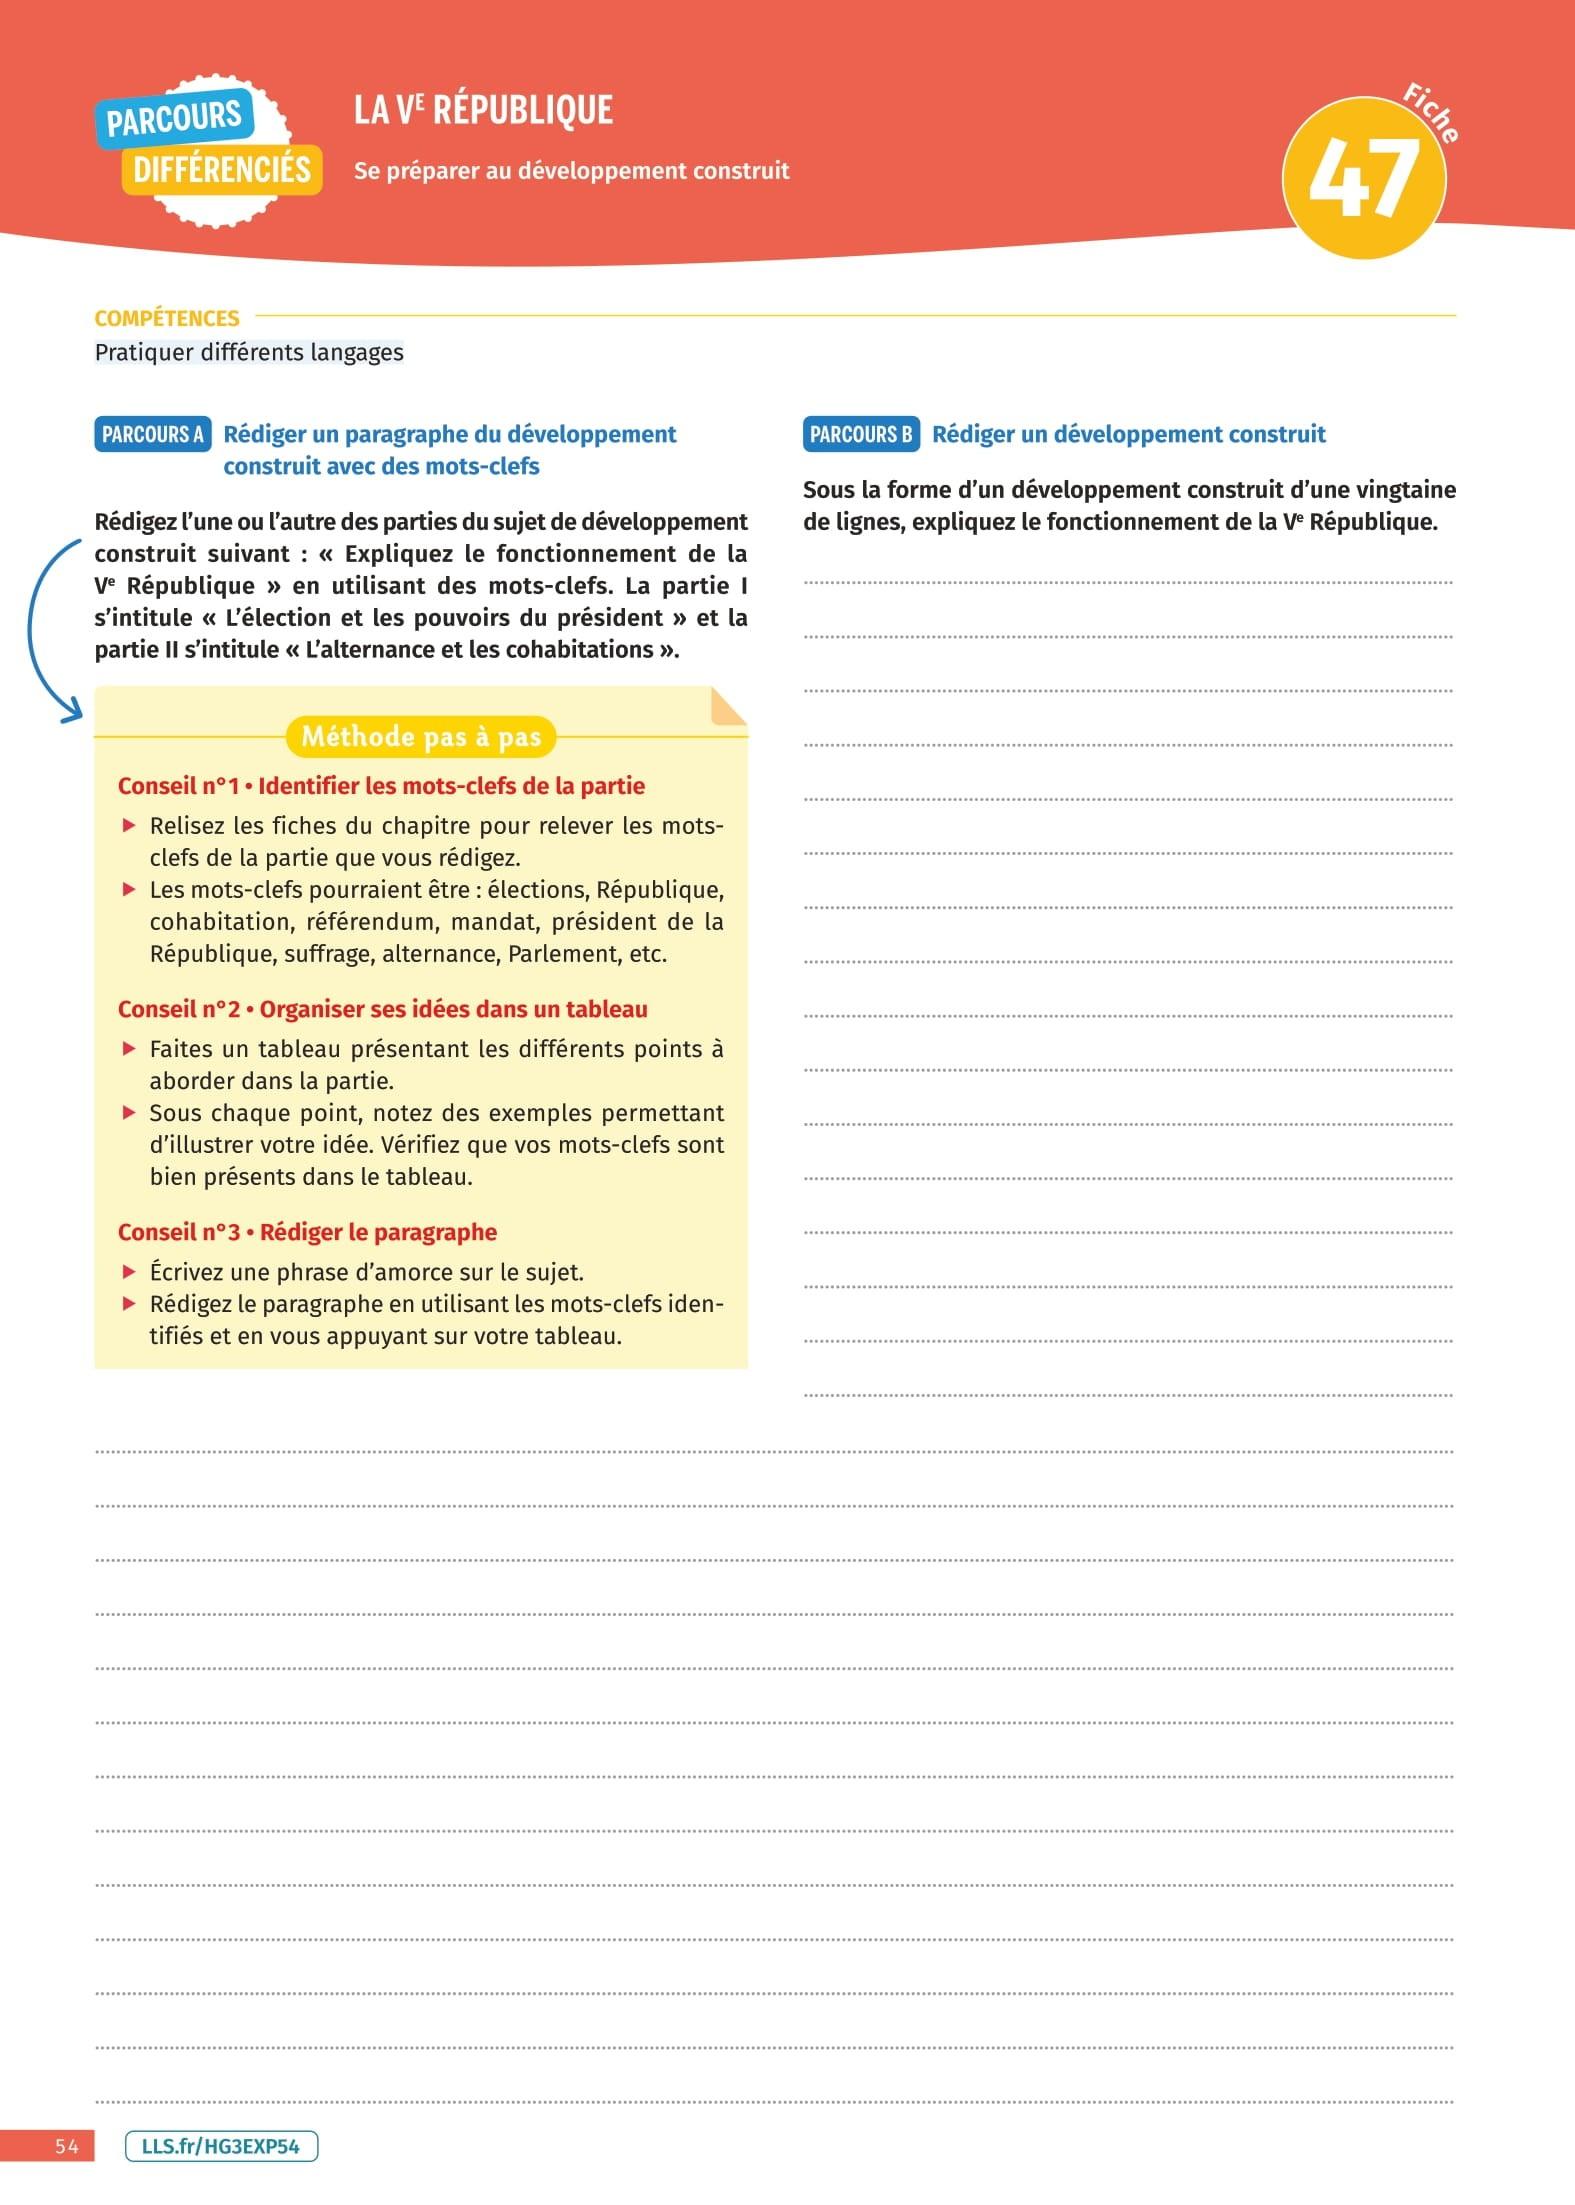 PARCOURS
DIFFÉRENCIÉS
LA Vᴱ RÉPUBLIQUE
Se préparer au développement construit
Fiche
47
COMPÉTENCES
Pratiquer différents langages
PARCOURS A Rédiger un paragraphe du développement
construit avec des mots-clefs
Rédigez l’une ou l’autre des parties du sujet de développement
construit suivant : « Expliquez le fonctionnement de la
Vᵉ République » en utilisant des mots-clefs. La partie I
s’intitule « L’élection et les pouvoirs du président » et la
partie II s’intitule « L’alternance et les cohabitations ».
Méthode pas à pas
Conseil n°1 • Identifier les mots-clefs de la partie
▶ Relisez les fiches du chapitre pour relever les mots-
clefs de la partie que vous rédigez.
▶ Les mots-clefs pourraient être : élections, République,
cohabitation, référendum, mandat, président de la
République, suffrage, alternance, Parlement, etc.
Conseil n°2 • Organiser ses idées dans un tableau
▶ Faites un tableau présentant les différents points à
aborder dans la partie.
▶ Sous chaque point, notez des exemples permettant
d’illustrer votre idée. Vérifiez que vos mots-clefs sont
bien présents dans le tableau.
Conseil n°3 • Rédiger le paragraphe
▶ Écrivez une phrase d’amorce sur le sujet.
▶ Rédigez le paragraphe en utilisant les mots-clefs iden-
tifiés et en vous appuyant sur votre tableau.
PARCOURS B Rédiger un développement construit
Sous la forme d’un développement construit d’une vingtaine
de lignes, expliquez le fonctionnement de la Vᵉ République.
54
LLS.fr/HG3EXP54